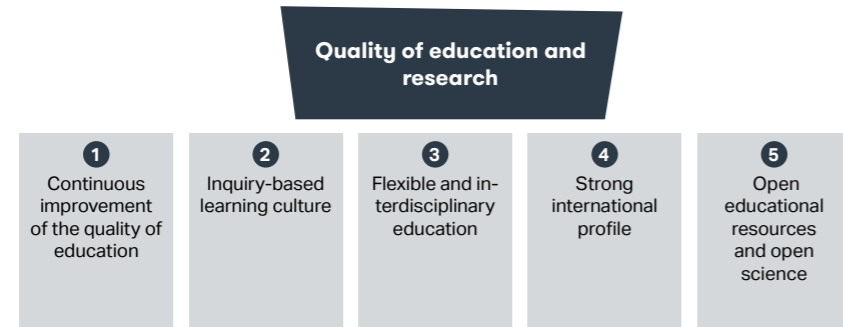 Quality of education and
research
1
Continuous
improvement
of the quality of
education
2
Inquiry-based
learning culture
3
Flexible and in-
terdisciplinary
education
4
Strong
international
profile
5
Open
educational
resources
and open
science